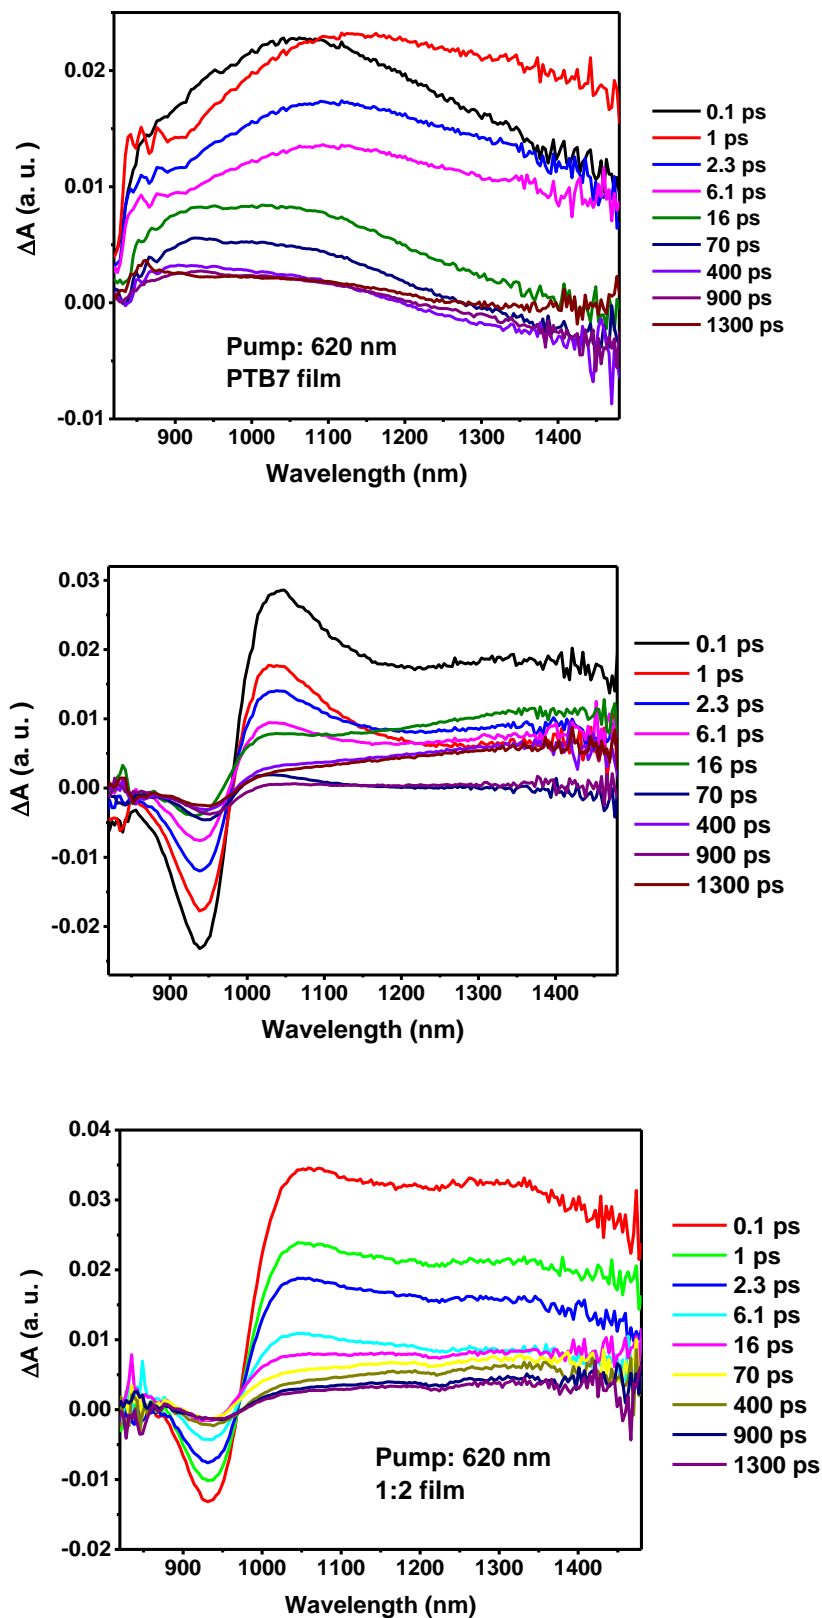 0.02
0.01
0.00
-0.01
ΔA (a. u.)
900 1000 1100 1200 1300 1400
Wavelength (nm)
Pump: 620 nm
PTB7 film
0.1 ps
1 ps
2.3 ps
6.1 ps
16 ps
70 ps
400 ps
900 ps
1300 ps
0.03
0.02
0.01
0.00
-0.01
-0.02
ΔA (a. u. )
900 1000 1100 1200 1300 1400
Wavelength (nm)
0.1 ps
1 ps
2.3 ps
6.1 ps
16 ps
70 ps
400 ps
900 ps
1300 ps
0.04
0.03
0.02
0.01
0.00
-0.01
-0.02
ΔA (a. u. )
900 1000 1100 1200 1300 1400
Wavelength (nm)
Pump: 620 nm
1:2 film
0.1 ps
1 ps
2.3 ps
6.1 ps
16 ps
70 ps
400 ps
900 ps
1300 ps